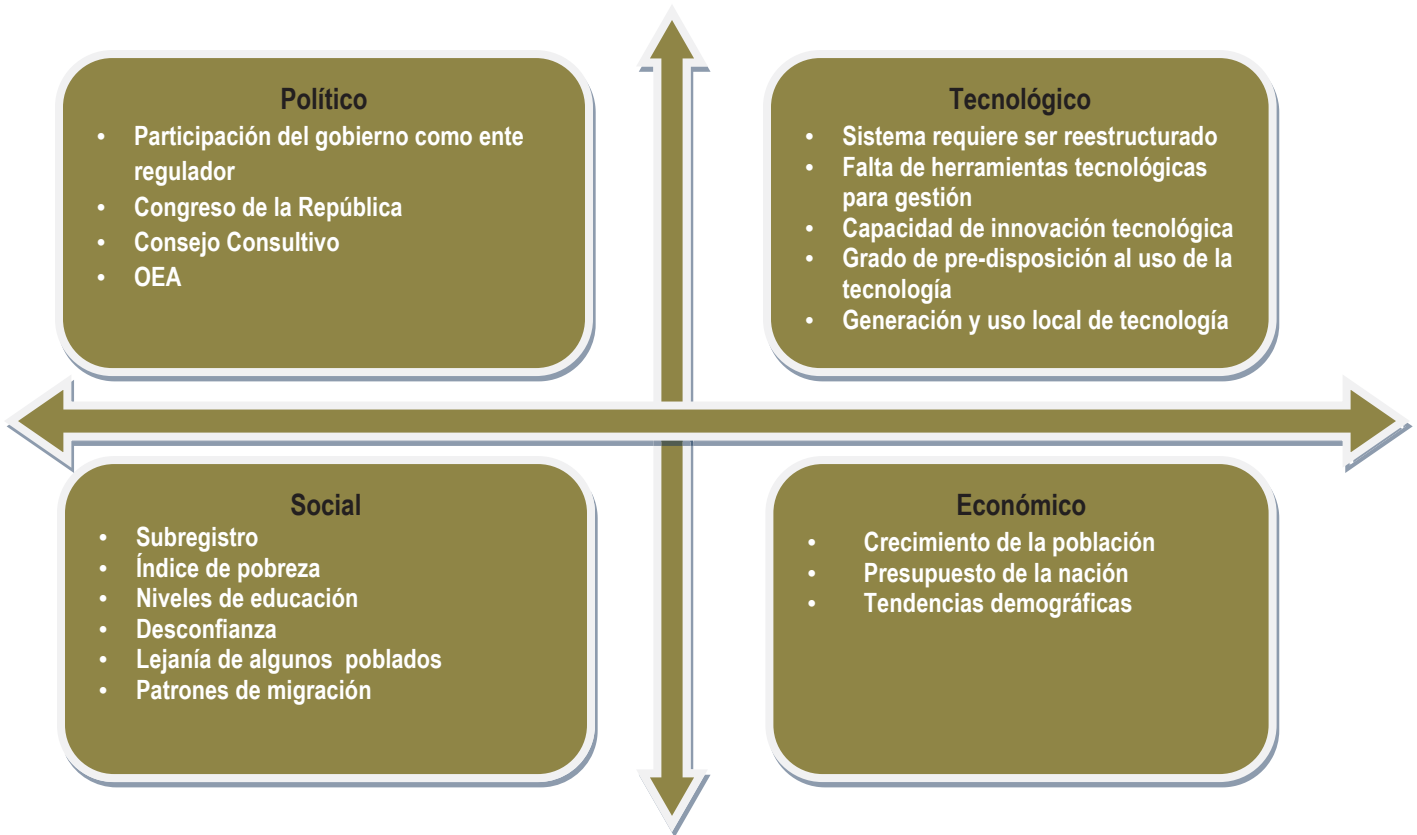 Político
• Participación del gobierno como ente
regulador
• Congreso de la República
• Consejo Consultivo
• OEA
Tecnológico
• Sistema requiere ser reestructurado
• Falta de herramientas tecnológicas
para gestión
• Capacidad de innovación tecnológica
• Grado de pre-disposición al uso de la
tecnología
• Generación y uso local de tecnología
Social
• Subregistro
• Índice de pobreza
• Niveles de educación
• Desconfianza
• Lejanía de algunos poblados
• Patrones de migración
Económico
• Crecimiento de la población
• Presupuesto de la nación
• Tendencias demográficas